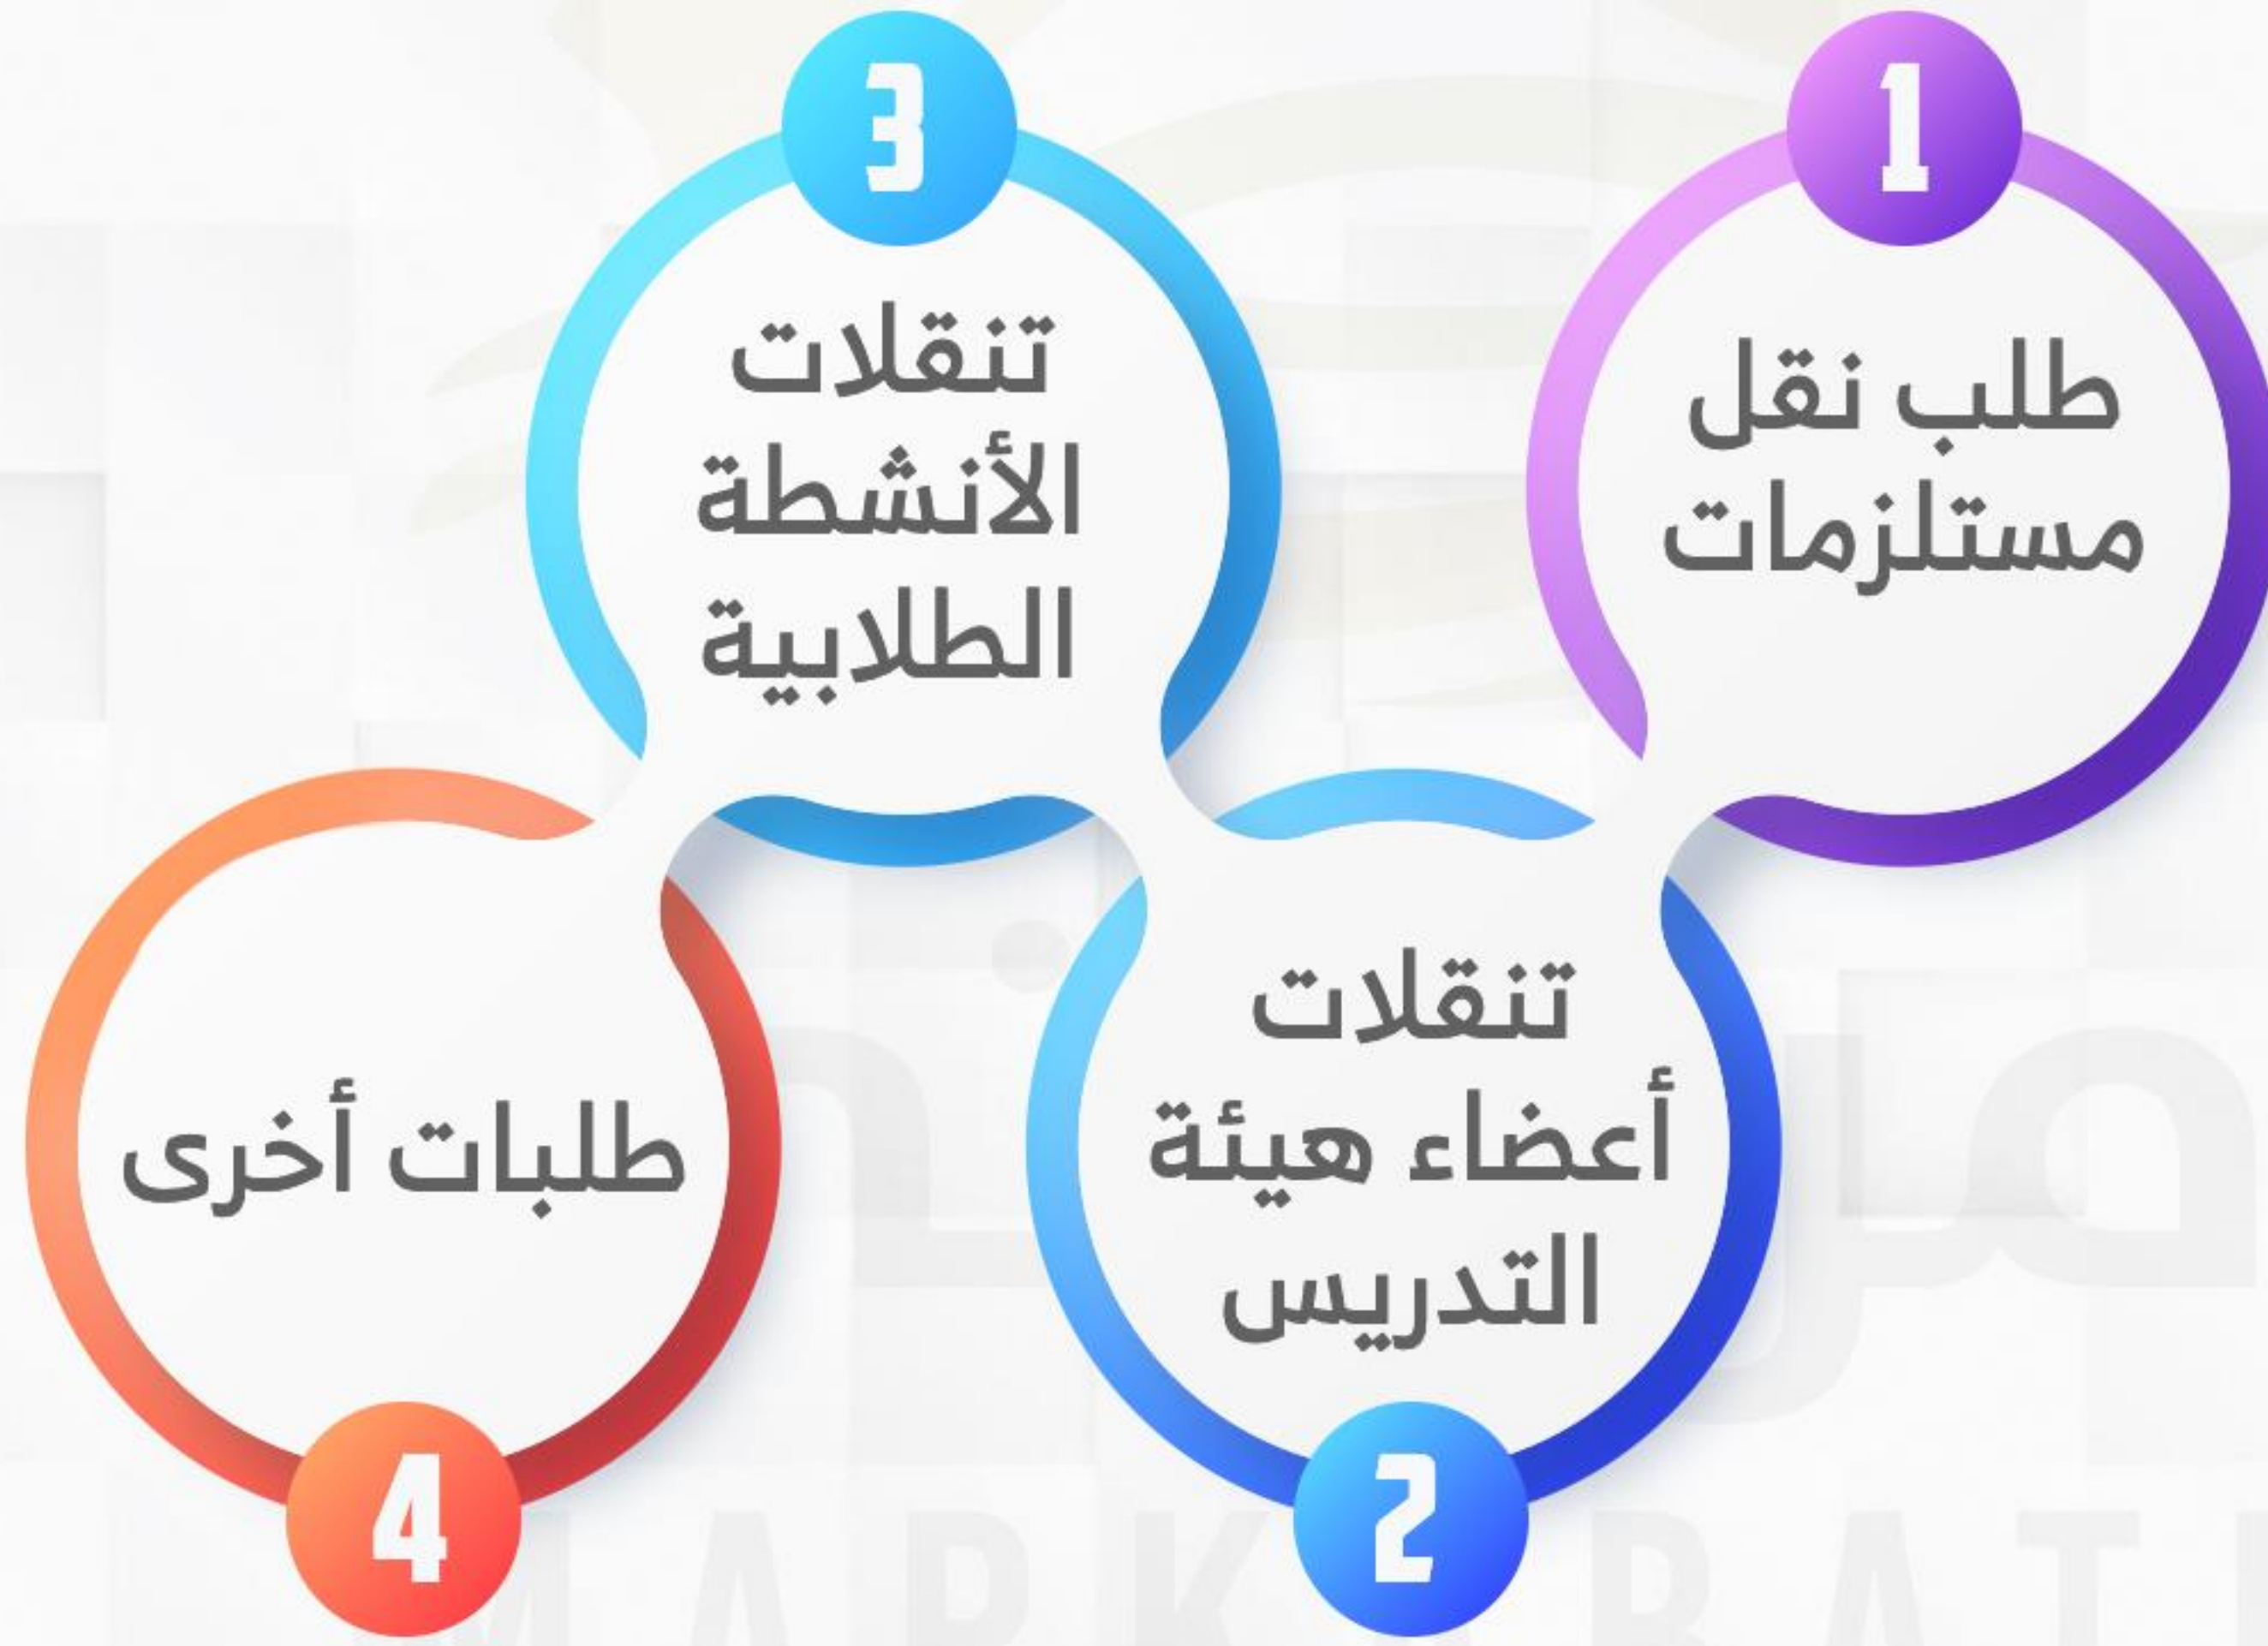 1
طلب نقل
مستلزمات
2
تنقلات
أعضاء هيئة
التدريس
3
تنقلات
الأنشطة
الطلابية
4
طلبات أخرى